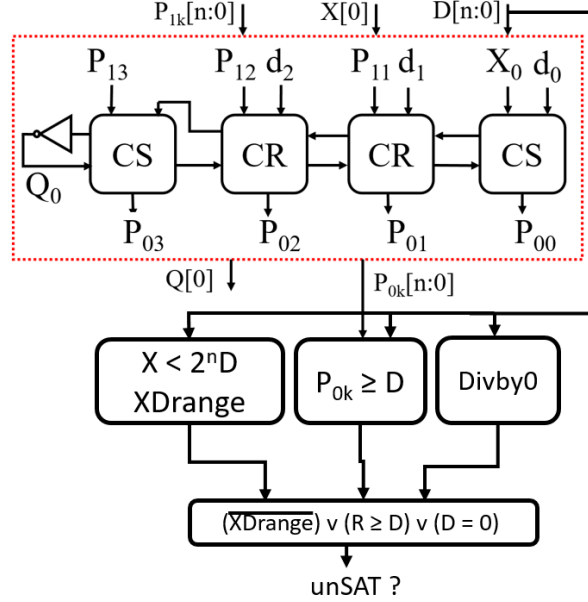 P1k[n:0] X[0] D[n:0]
P13 P12 d2 P11 d1 X0 d0
CS CR CR CS
Q0
P03 P02 P01 P00
Q[0] P0k[n:0]
X < 2ⁿD P0k ≥ D Divby0
XDrange
(X̅D̅r̅a̅n̅g̅e̅) v (R ≥ D) v (D = 0)
unSAT ?